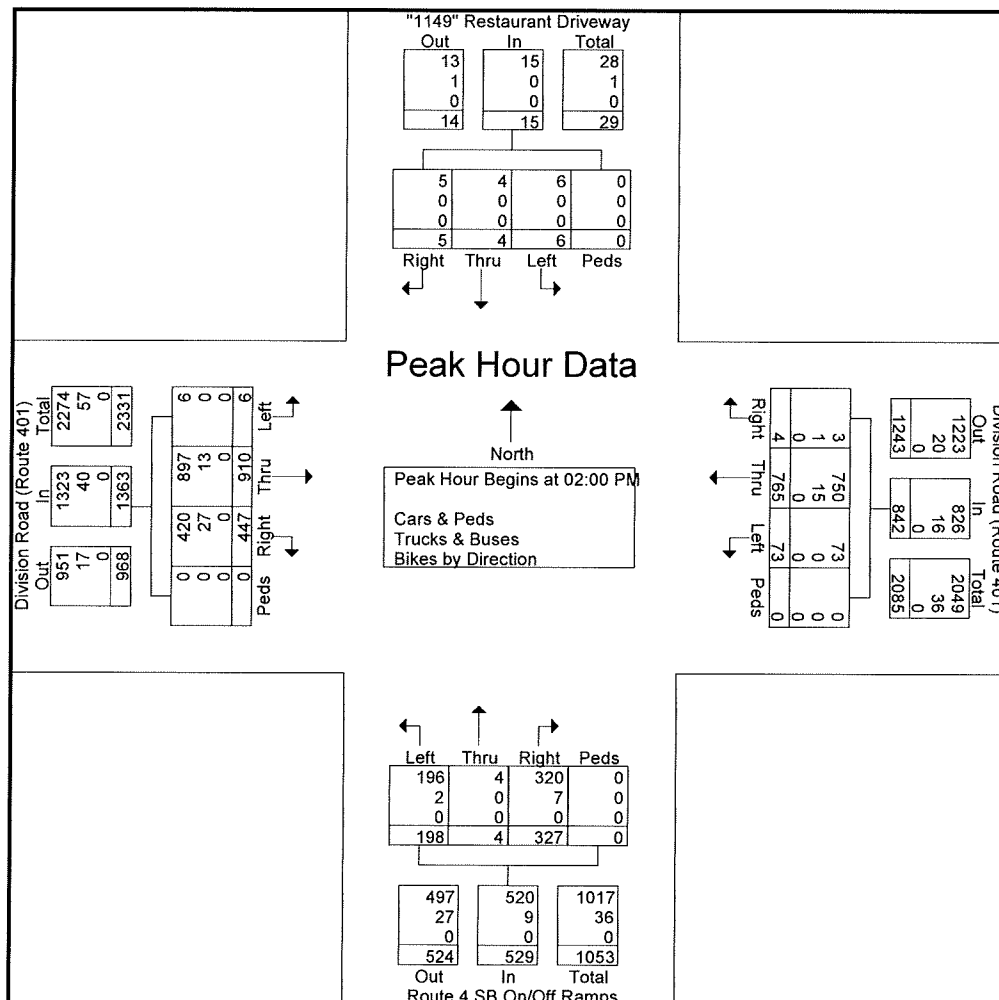 "1149" Restaurant Driveway
Out In Total
13 15 28
1 0 1
0 0 0
14 15 29
5 4 6 0
0 0 0 0
0 0 0 0
5 4 6 0
Right Thru Left Peds
Peak Hour Data
North
Peak Hour Begins at 02:00 PM
Cars & Peds
Trucks & Buses
Bikes by Direction
Division Road (Route 401)
Out In Total
951 1323 2274
17 40 57
0 0 0
968 1363 2331
6 897 420 0
0 13 27 0
0 0 0 0
6 910 447 0
Left Thru Right Peds
Right Thru Left Peds
4 765 73 0
0 0 0 0
1 15 0 0
3 750 73 0
1243 842 2085
0 0 0
20 16 36
1223 826 2049
Out In Total
Division Road (Route 401)
Left Thru Right Peds
196 4 320 0
2 0 7 0
0 0 0 0
198 4 327 0
497 520 1017
27 9 36
0 0 0
524 529 1053
Out In Total
Route 4 SB On/Off Ramps